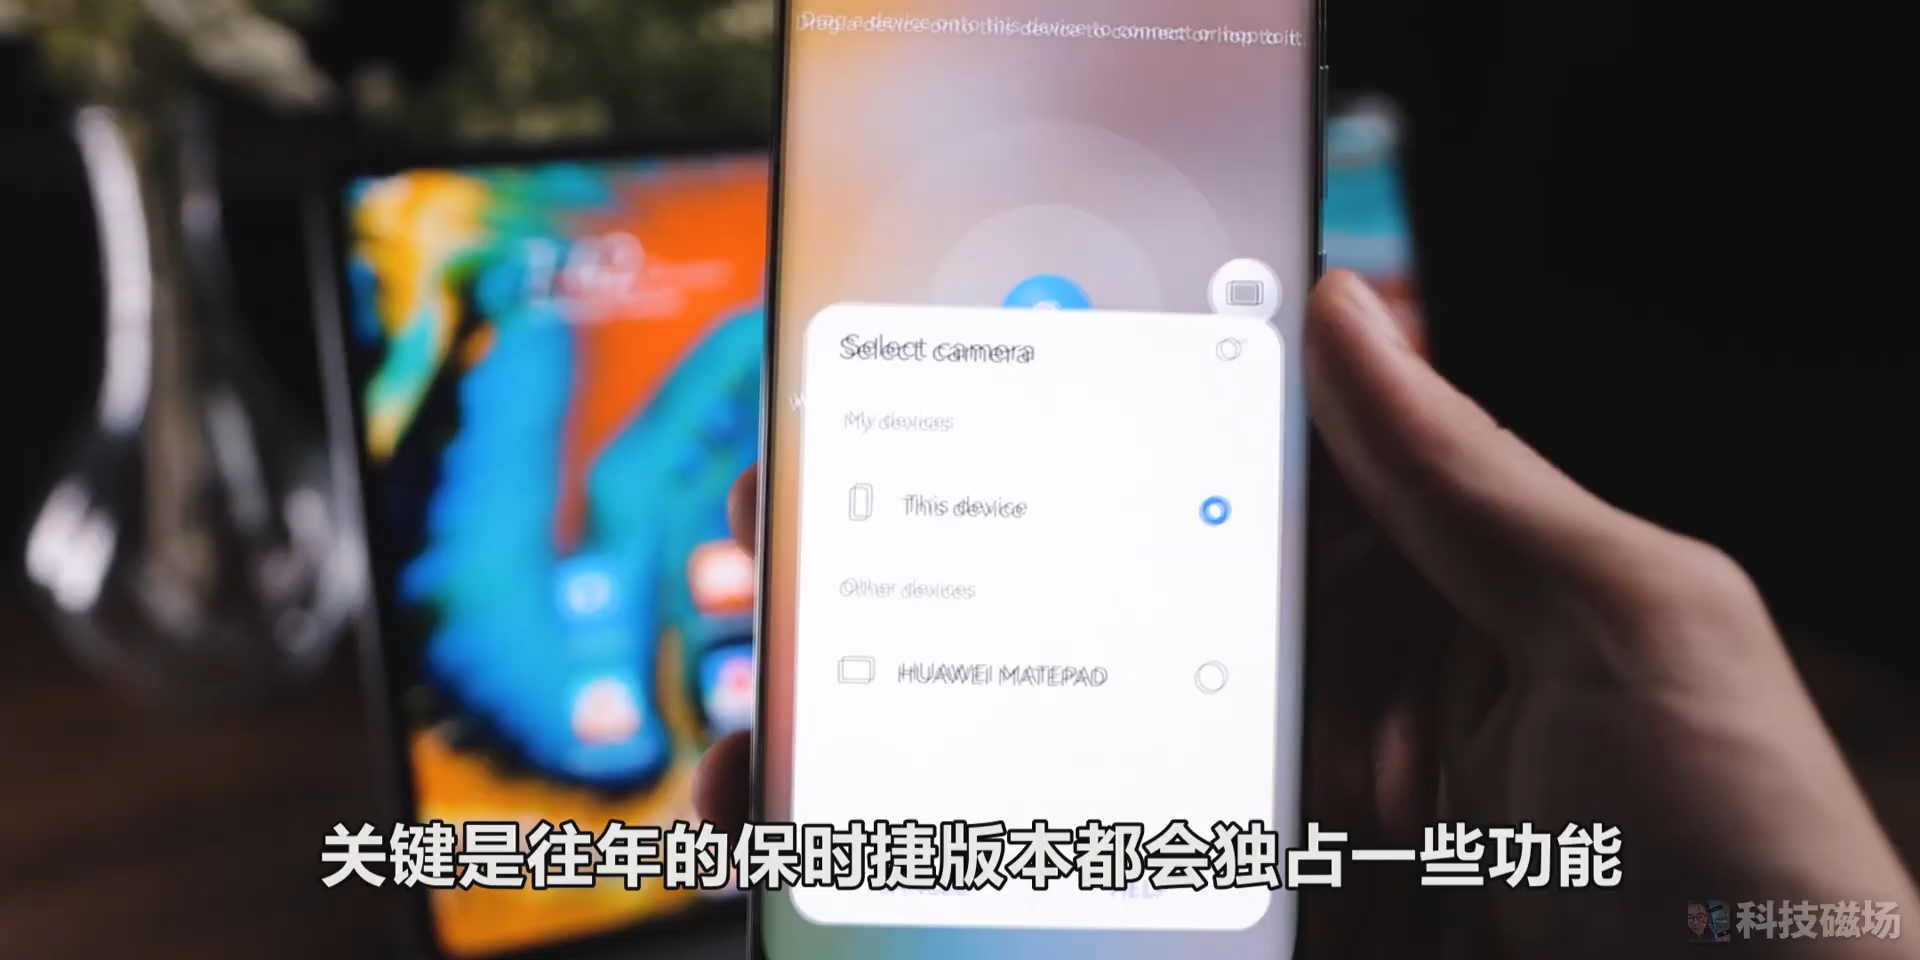 Drag a device onto this device to connect or hop to it.
Select camera
My devices
This device
Other devices
HUAWEI MATEPAD
关键是往年的保时捷版本都会独占一些功能
HELP
科技磁场